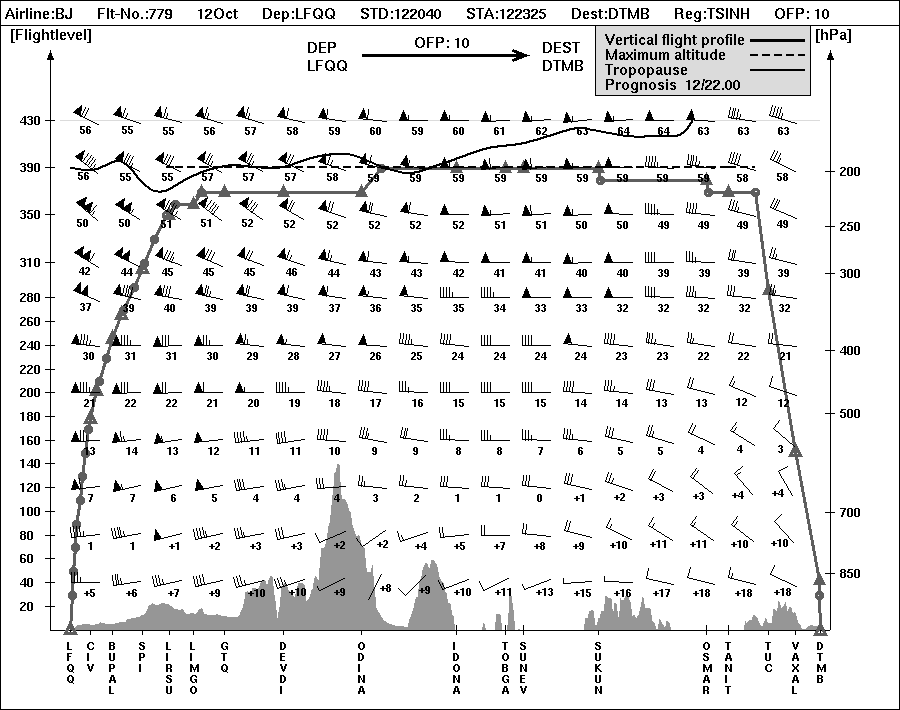 Airline:BJ Flt-No.:779 12Oct Dep:LFQQ STD:122040 STA:122325 Dest:DTMB Reg:TSINH OFP: 10
[Flightlevel] [hPa]
DEP OFP: 10 DEST
LFQQ DTMB
Vertical flight profile
Maximum altitude
Tropopause
Prognosis 12/22.00
430 56 55 55 56 57 58 59 60 59 60 61 62 63 64 64 63 63 63
390 56 55 55 57 57 57 58 59 59 59 59 59 59 59 59 59 58 58 200
350 50 50 51 51 52 52 52 52 52 52 51 51 50 50 49 49 49 49 250
310 42 44 45 45 45 46 44 43 43 42 41 41 40 40 39 39 39 39 300
280 37 39 40 39 39 39 37 36 35 35 34 33 33 32 32 32 32 32
260
240 30 31 31 30 29 28 27 26 25 24 24 24 24 23 23 22 22 21 400
220
200 21 22 22 21 20 19 18 17 16 15 15 15 14 14 13 13 12 12
180 500
160 13 14 13 12 11 11 10 9 9 8 8 7 6 5 5 4 4 3
140
120 7 7 6 5 4 4 4 3 2 1 1 0 +1 +2 +3 +3 +4 +4
100 700
80 1 1 +1 +2 +3 +3 +2 +2 +4 +5 +7 +8 +9 +10 +11 +11 +10 +10
60
40 +5 +6 +7 +9 +10 +10 +9 +8 +9 +10 +11 +13 +15 +16 +17 +18 +18 +18 850
20
LFQQ
CIV
BUPAL
SPI
LIRSU
LIMGO
GTQ
DEVDI
ODINA
IDONA
TOBGA
SUNEV
SUKUN
OSMAR
TANIT
TUC
VAXAL
DTMB